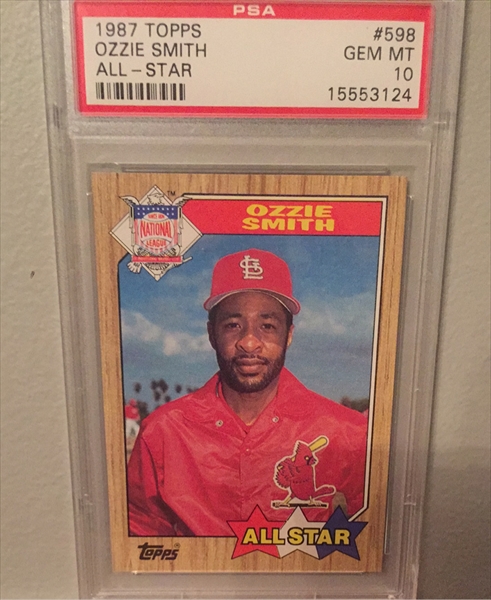 PSA
1987 TOPPS #598
OZZIE SMITH GEM MT
ALL-STAR 10
15553124
TM
NATIONAL
LEAGUE
OZZIE
SMITH
StL
ALL STAR
topps®